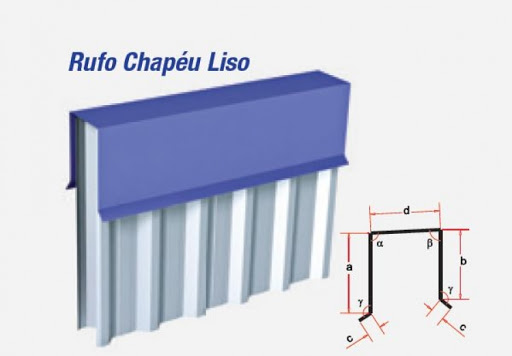 Rufo Chapéu Liso
d
α β
a b
γ γ
c c